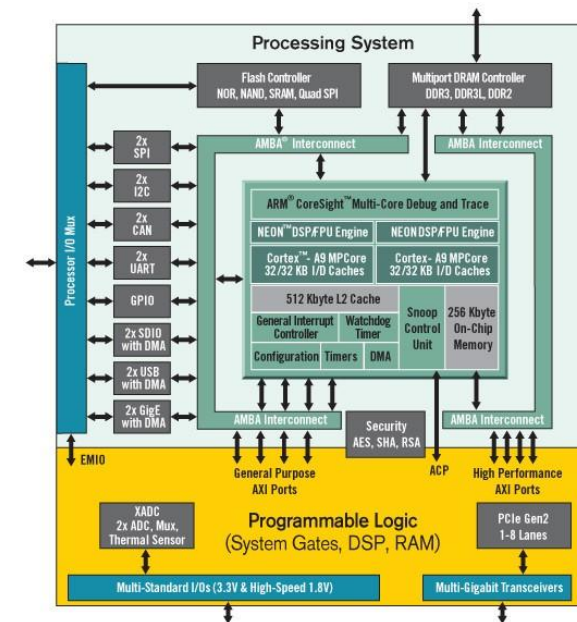 Processing System
Flash Controller
NOR, NAND, SRAM, Quad SPI
Multiport DRAM Controller
DDR3, DDR3L, DDR2
Processor I/O Mux
2x
SPI
2x
I2C
2x
CAN
2x
UART
GPIO
2x SDIO
with DMA
2x USB
with DMA
2x GigE
with DMA
AMBA® Interconnect
AMBA Interconnect
ARM® CoreSight™ Multi-Core Debug and Trace
NEON™ DSP/FPU Engine
NEON DSP/FPU Engine
Cortex™- A9 MPCore
32/32 KB I/D Caches
Cortex™- A9 MPCore
32/32 KB I/D Caches
512 Kbyte L2 Cache
General Interrupt
Controller
Watchdog
Timer
Configuration
Timers
DMA
Snoop
Control
Unit
256 Kbyte
On-Chip
Memory
AMBA Interconnect
Security
AES, SHA, RSA
AMBA Interconnect
EMIO
General Purpose
AXI Ports
ACP
High Performance
AXI Ports
XADC
2x ADC, Mux,
Thermal Sensor
Programmable Logic
(System Gates, DSP, RAM)
PCIe Gen2
1-8 Lanes
Multi-Standard I/Os (3.3V & High-Speed 1.8V)
Multi-Gigabit Transceivers